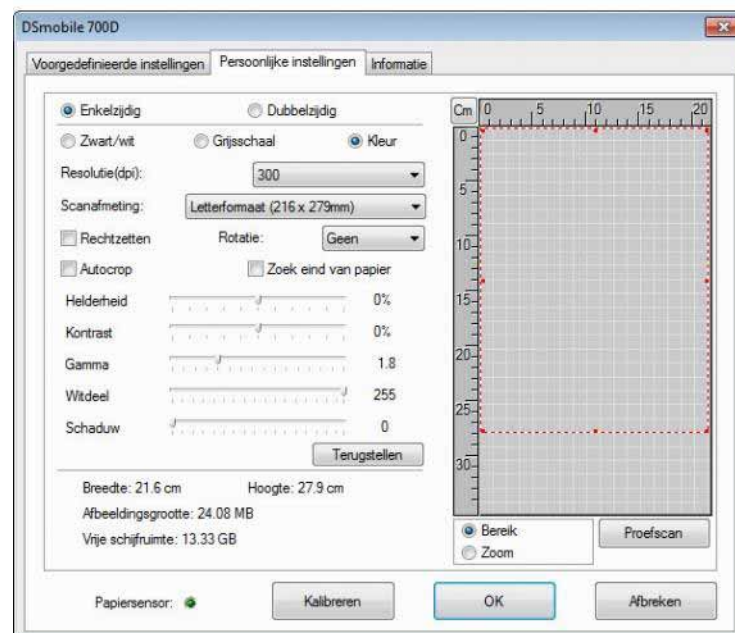 DSmobile 700D
Voorgedefinieerde instellingen Persoonlijke instellingen Informatie
Enkelzijdig Dubbelzijdig
Zwart/wit Grijsschaal Kleur
Resolutie(dpi): 300
Scanafmeting: Letterformaat (216 x 279mm)
Rechtzetten Rotatie: Geen
Autocrop Zoek eind van papier
Helderheid 0%
Kontrast 0%
Gamma 1.8
Witdeel 255
Schaduw 0
Terugstellen
Breedte: 21.6 cm Hoogte: 27.9 cm
Afbeeldingsgrootte: 24.08 MB
Vrije schijfruimte: 13.33 GB
Cm 0 5 10 15 20
0
5
10
15
20
25
30
Bereik
Zoom
Proefscan
Papiersensor: Kalibreren OK Afbreken